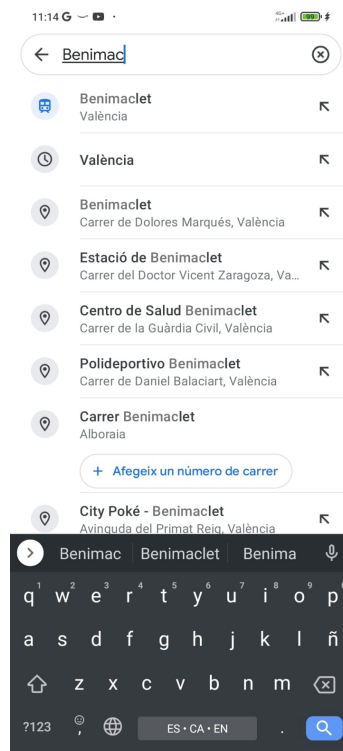 11:14 G
4G+
99
Benimac
Benimaclet
València
València
Benimaclet
Carrer de Dolores Marqués, València
Estació de Benimaclet
Carrer del Doctor Vicent Zaragoza, Va...
Centro de Salud Benimaclet
Carrer de la Guàrdia Civil, València
Polideportivo Benimaclet
Carrer de Daniel Balaciart, València
Carrer Benimaclet
Alboraia
+ Afegeix un número de carrer
City Poké - Benimaclet
Avinguda del Primat Reig, València
Benimac Benimaclet Benima
1 2 3 4 5 6 7 8 9 0
q w e r t y u i o p
a s d f g h j k l ñ
z x c v b n m
?123 , ES • CA • EN .